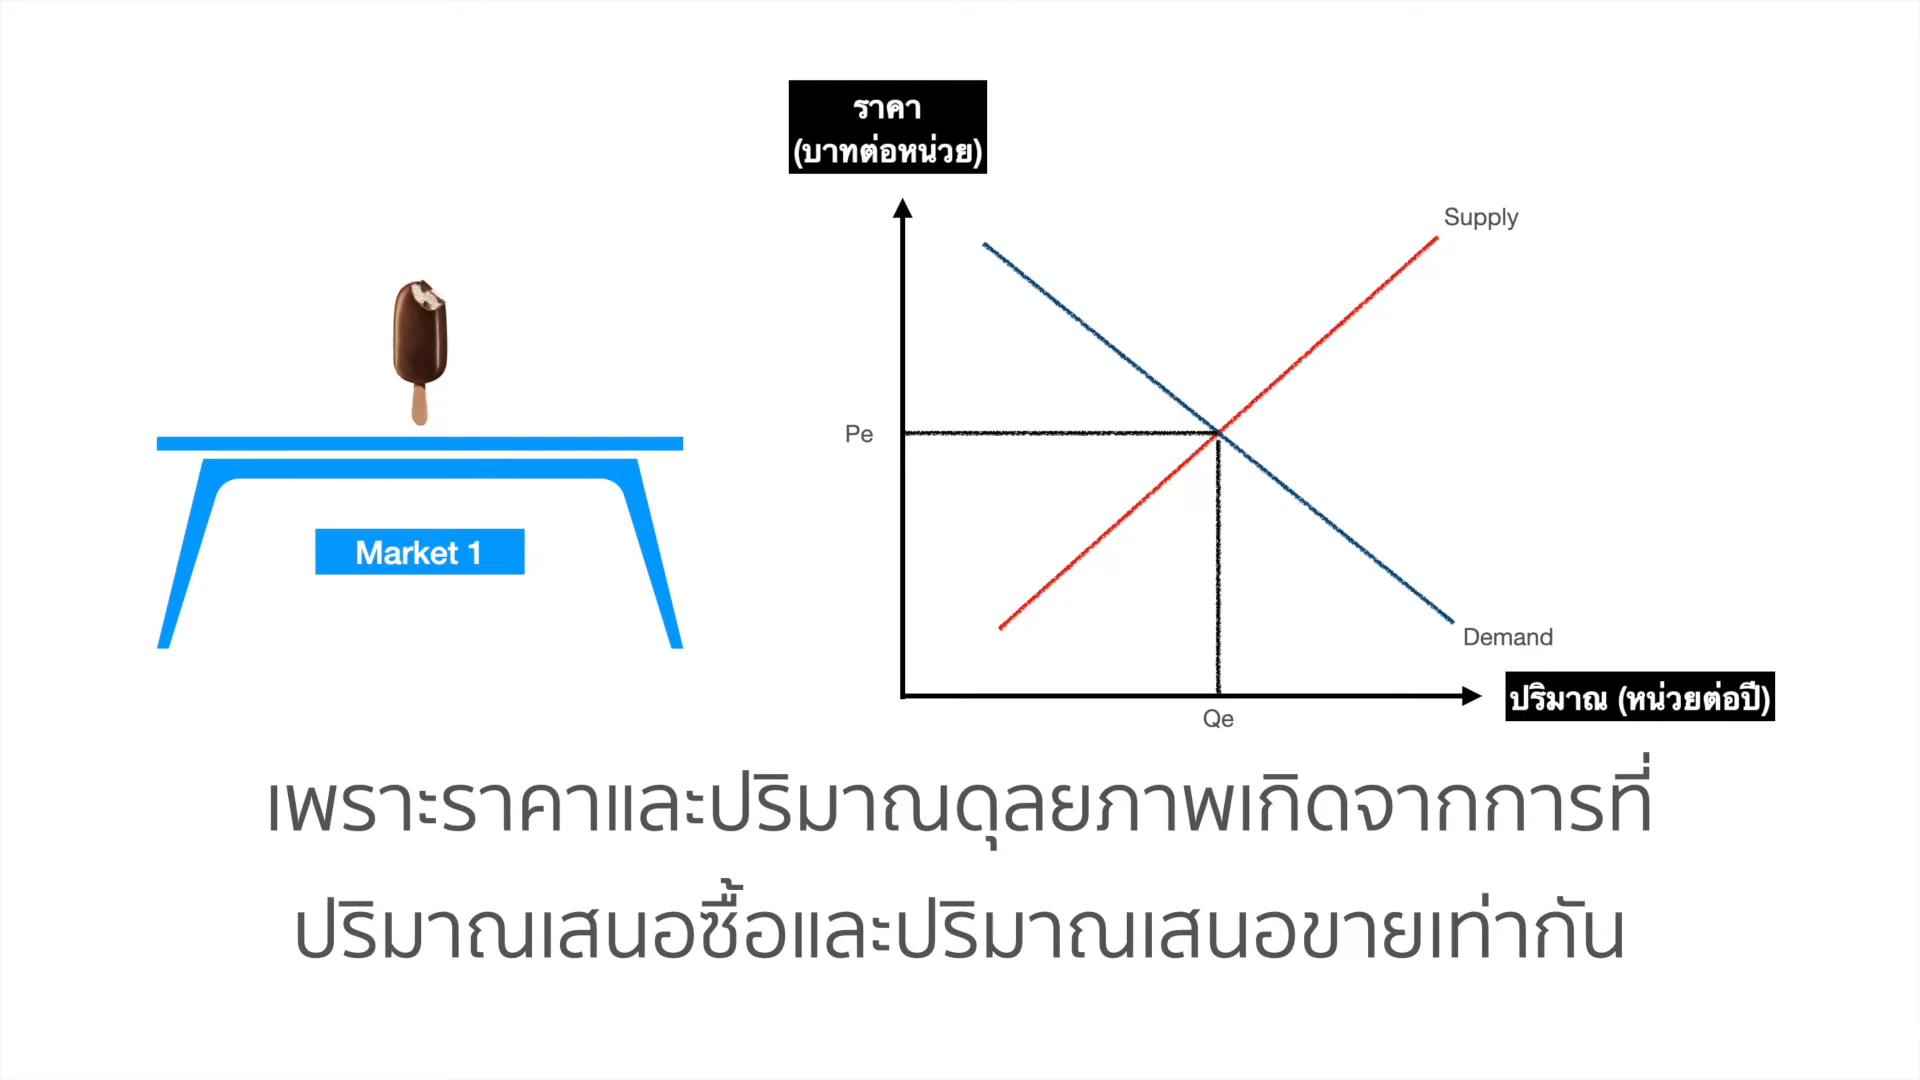 ราคา
(บาทต่อหน่วย)
Supply
Pe
Market 1
Demand
ปริมาณ (หน่วยต่อปี)
Qe
เพราะราคาและปริมาณดุลยภาพเกิดจากการที่
ปริมาณเสนอซื้อและปริมาณเสนอขายเท่ากัน